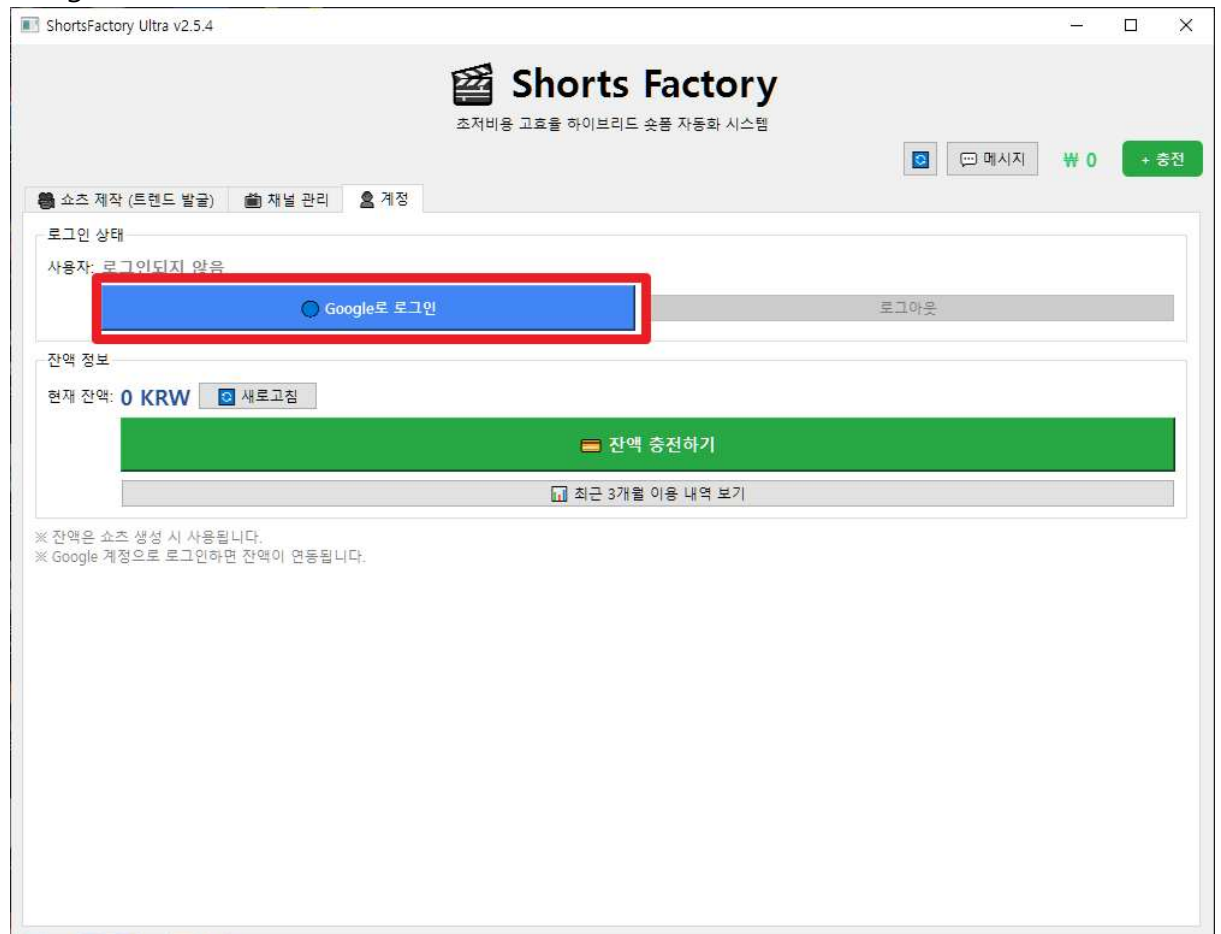 ShortsFactory Ultra v2.5.4
Shorts Factory
초저비용 고효율 하이브리드 숏폼 자동화 시스템
메시지 ₩ 0 + 충전
쇼츠 제작 (트렌드 발굴) 채널 관리 계정
로그인 상태
사용자: 로그인되지 않음
Google로 로그인 로그아웃
잔액 정보
현재 잔액: 0 KRW 새로고침
잔액 충전하기
최근 3개월 이용 내역 보기
※ 잔액은 쇼츠 생성 시 사용됩니다.
※ Google 계정으로 로그인하면 잔액이 연동됩니다.